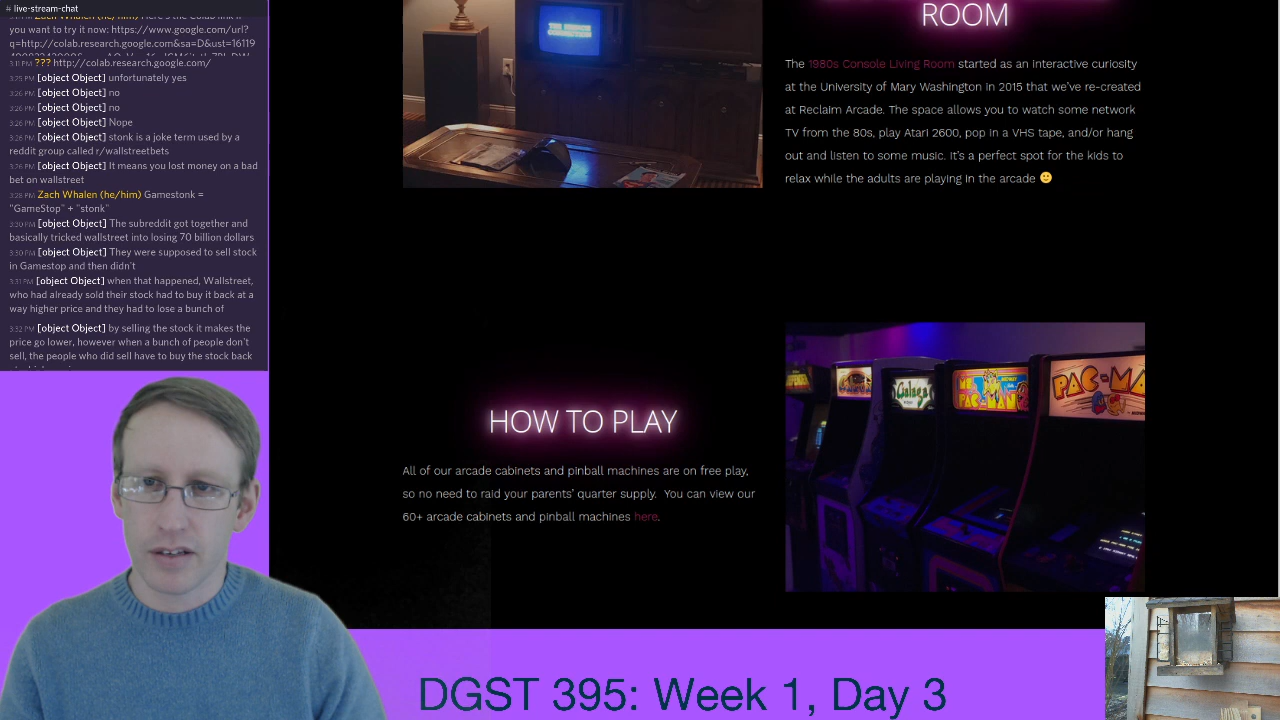 # live-stream-chat
Zach Whalen (he/him) Here's the Colab link if
you want to try it now: https://www.google.com/url?
q=http://colab.research.google.com&sa=D&ust=16119
3:11 PM ??? http://colab.research.google.com/
3:25 PM [object Object] unfortunately yes
3:26 PM [object Object] no
3:26 PM [object Object] no
3:26 PM [object Object] Nope
3:26 PM [object Object] stonk is a joke term used by a
reddit group called r/wallstreetbets
3:26 PM [object Object] It means you lost money on a bad
bet on wallstreet
3:28 PM Zach Whalen (he/him) Gamestonk =
"GameStop" + "stonk"
3:30 PM [object Object] The subreddit got together and
basically tricked wallstreet into losing 70 billion dollars
3:30 PM [object Object] They were supposed to sell stock
in Gamestop and then didn't
3:31 PM [object Object] when that happened, Wallstreet,
who had already sold their stock had to buy it back at a
way higher price and they had to lose a bunch of
3:32 PM [object Object] by selling the stock it makes the
price go lower, however when a bunch of people don't
sell, the people who did sell have to buy the stock back
ROOM
The 1980s Console Living Room started as an interactive curiosity
at the University of Mary Washington in 2015 that we've re-created
at Reclaim Arcade. The space allows you to watch some network
TV from the 80s, play Atari 2600, pop in a VHS tape, and/or hang
out and listen to some music. It's a perfect spot for the kids to
relax while the adults are playing in the arcade 🙂
HOW TO PLAY
All of our arcade cabinets and pinball machines are on free play,
so no need to raid your parents' quarter supply.  You can view our
60+ arcade cabinets and pinball machines here.
Galaga
MS. PAC-MAN
PAC-MA
DGST 395: Week 1, Day 3